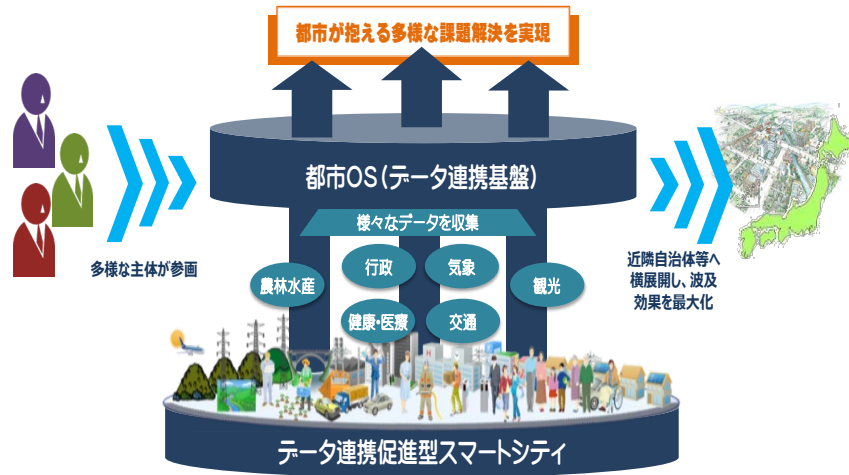 都市が抱える多様な課題解決を実現
都市OS(データ連携基盤)
様々なデータを収集
農林水産
行政
気象
観光
健康・医療
交通
多様な主体が参画
近隣自治体等へ
横展開し、波及
効果を最大化
データ連携促進型スマートシティ